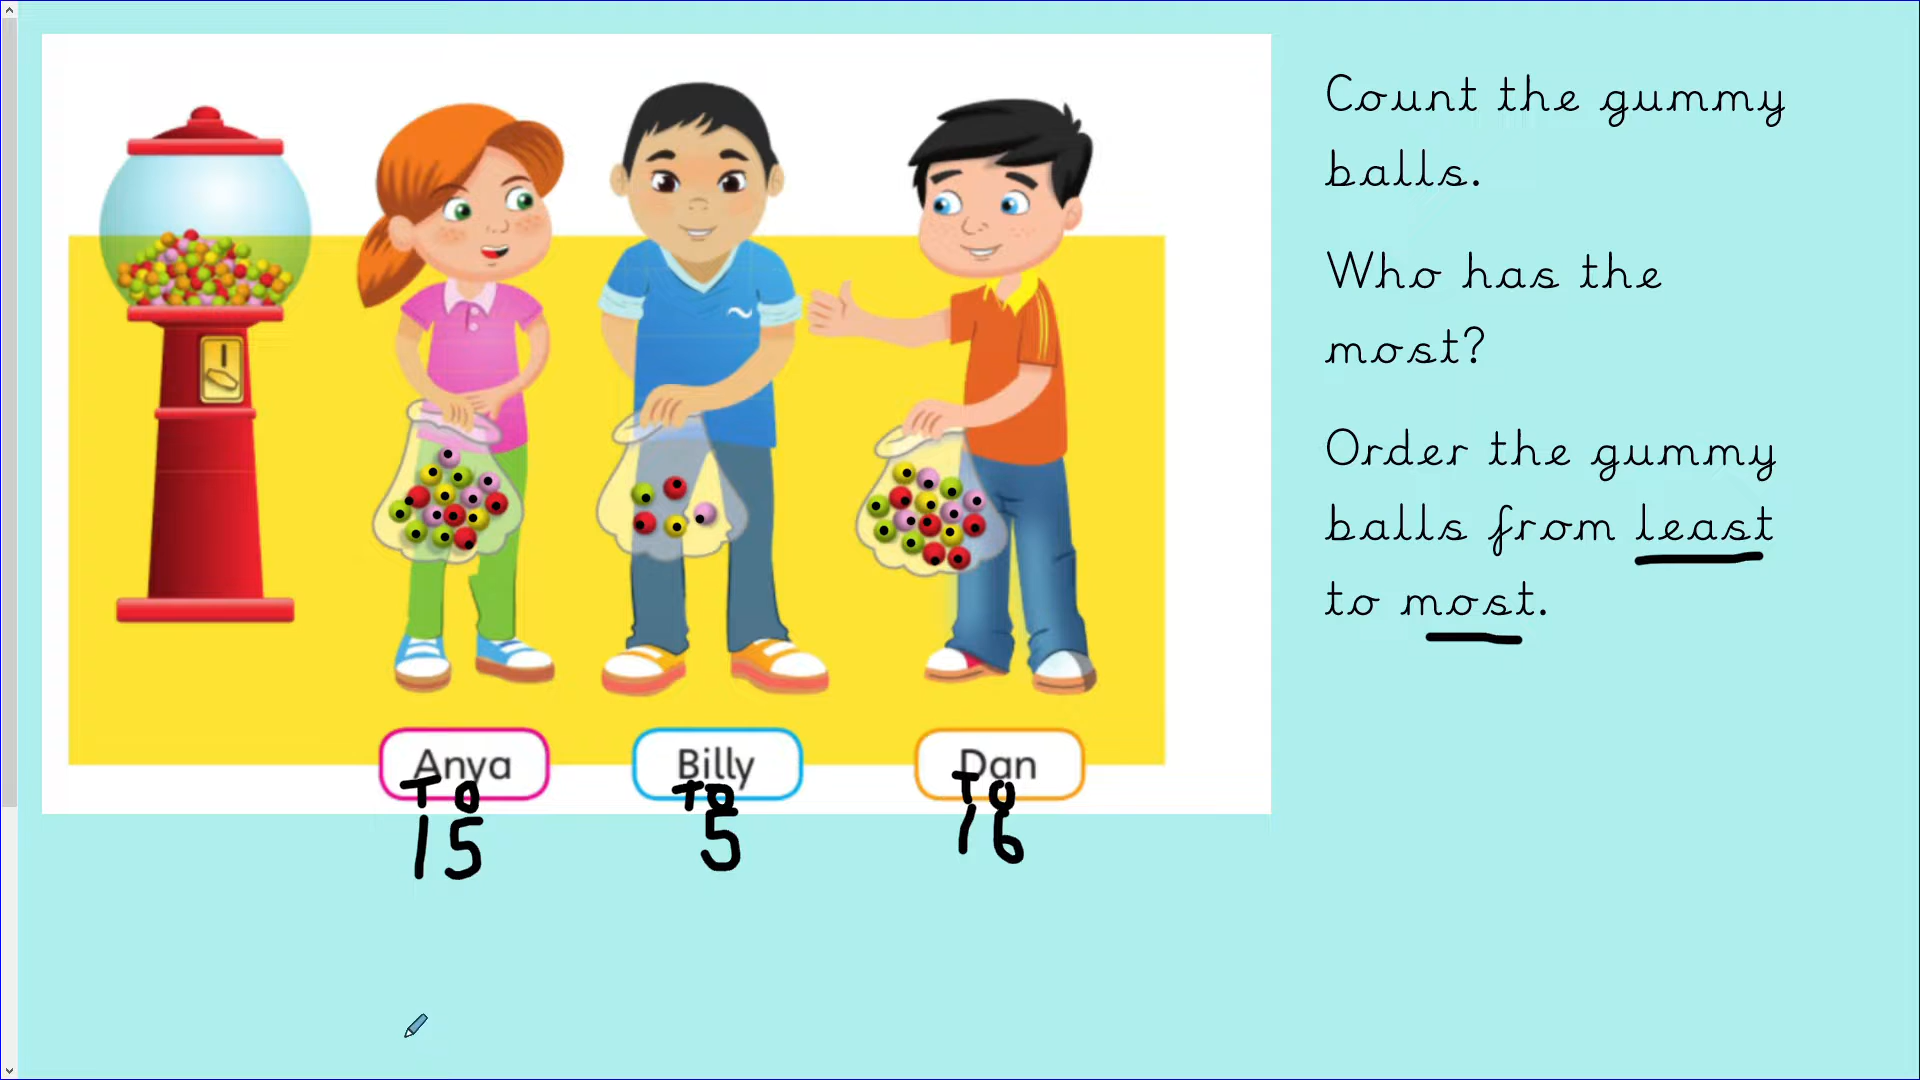 Count the gummy
balls.
Who has the
most?
Order the gummy
balls from least
to most.
Anya
Billy
Dan
T O
T O
T O
15
5
16